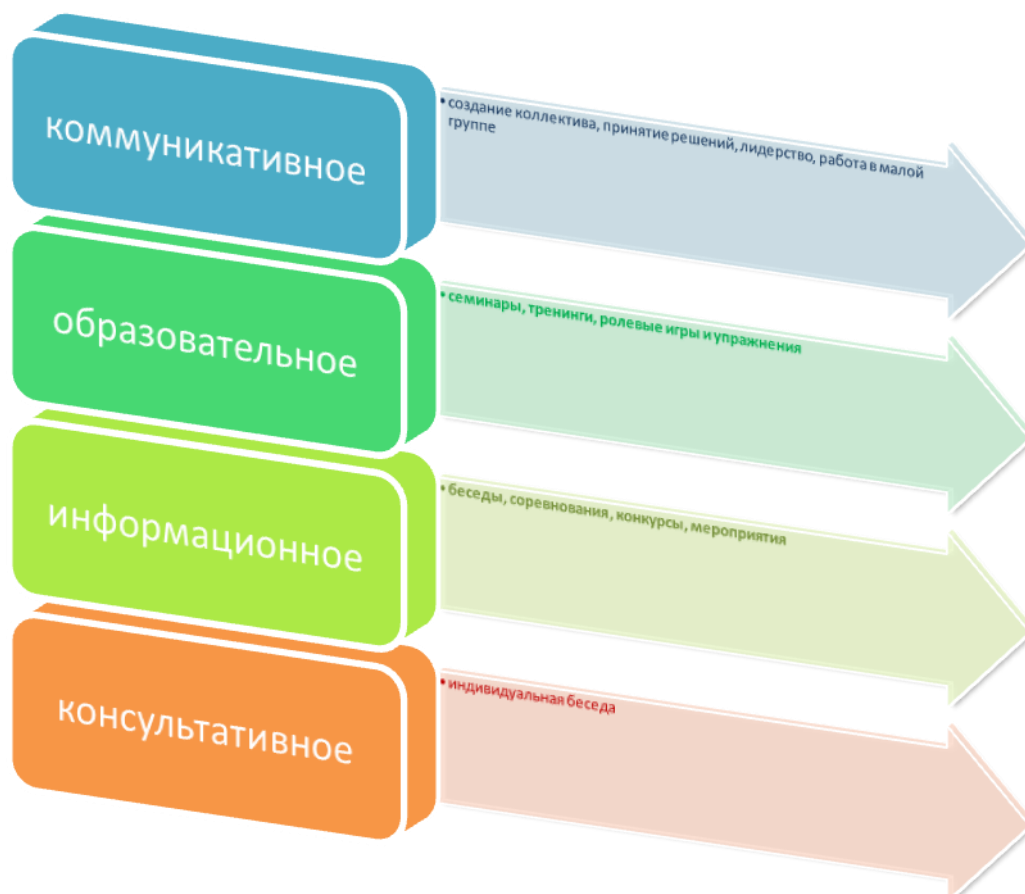 коммуникативное
• создание коллектива, принятие решений, лидерство, работа в малой
группе
образовательное
• семинары, тренинги, ролевые игры и упражнения
информационное
• беседы, соревнования, конкурсы, мероприятия
консультативное
• индивидуальная беседа